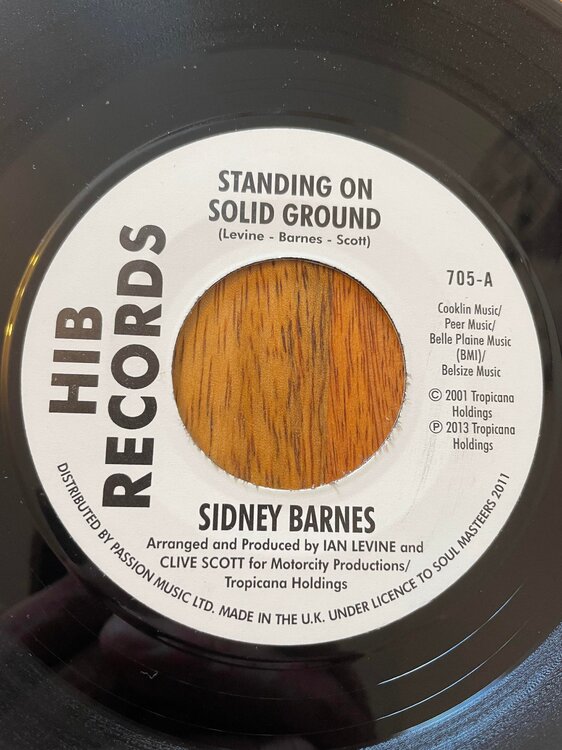 STANDING ON
SOLID GROUND
(Levine - Barnes - Scott)
HIB
RECORDS
705-A
Cooklin Music/
Peer Music/
Belle Plaine Music
(BMI)/
Belsize Music
© 2001 Tropicana
Holdings
℗ 2013 Tropicana
Holdings
SIDNEY BARNES
Arranged and Produced by IAN LEVINE and
CLIVE SCOTT for Motorcity Productions/
Tropicana Holdings
DISTRIBUTED BY PASSION MUSIC LTD. MADE IN THE U.K. UNDER LICENCE TO SOUL MASTEERS 2011